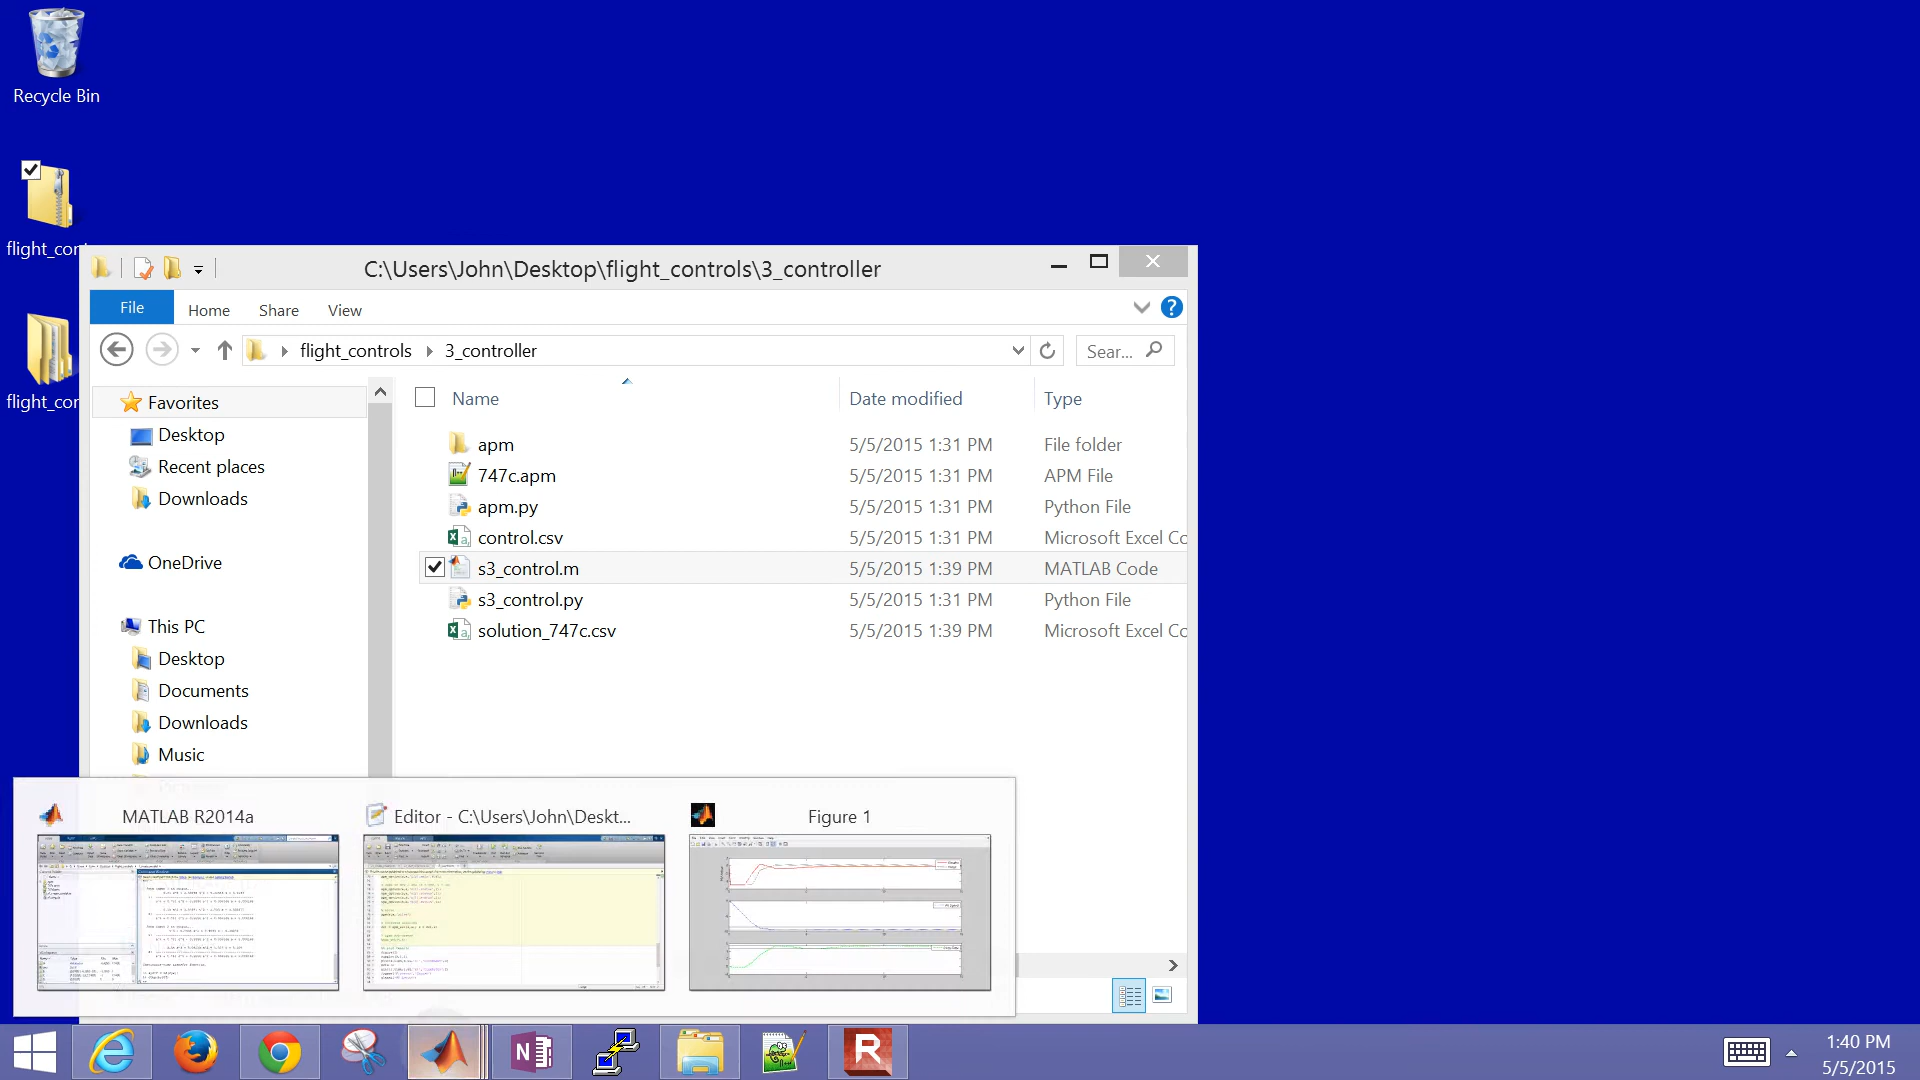 Recycle Bin
flight_con
flight_con
C:\Users\John\Desktop\flight_controls\3_controller
File
Home
Share
View
flight_controls
3_controller
Sear...
Favorites
Desktop
Recent places
Downloads
OneDrive
This PC
Desktop
Documents
Downloads
Music
Name
Date modified
Type
apm
5/5/2015 1:31 PM
File folder
747c.apm
5/5/2015 1:31 PM
APM File
apm.py
5/5/2015 1:31 PM
Python File
control.csv
5/5/2015 1:31 PM
Microsoft Excel Co
s3_control.m
5/5/2015 1:39 PM
MATLAB Code
s3_control.py
5/5/2015 1:31 PM
Python File
solution_747c.csv
5/5/2015 1:39 PM
Microsoft Excel Co
MATLAB R2014a
Editor - C:\Users\John\Deskt...
Figure 1
1:40 PM
5/5/2015